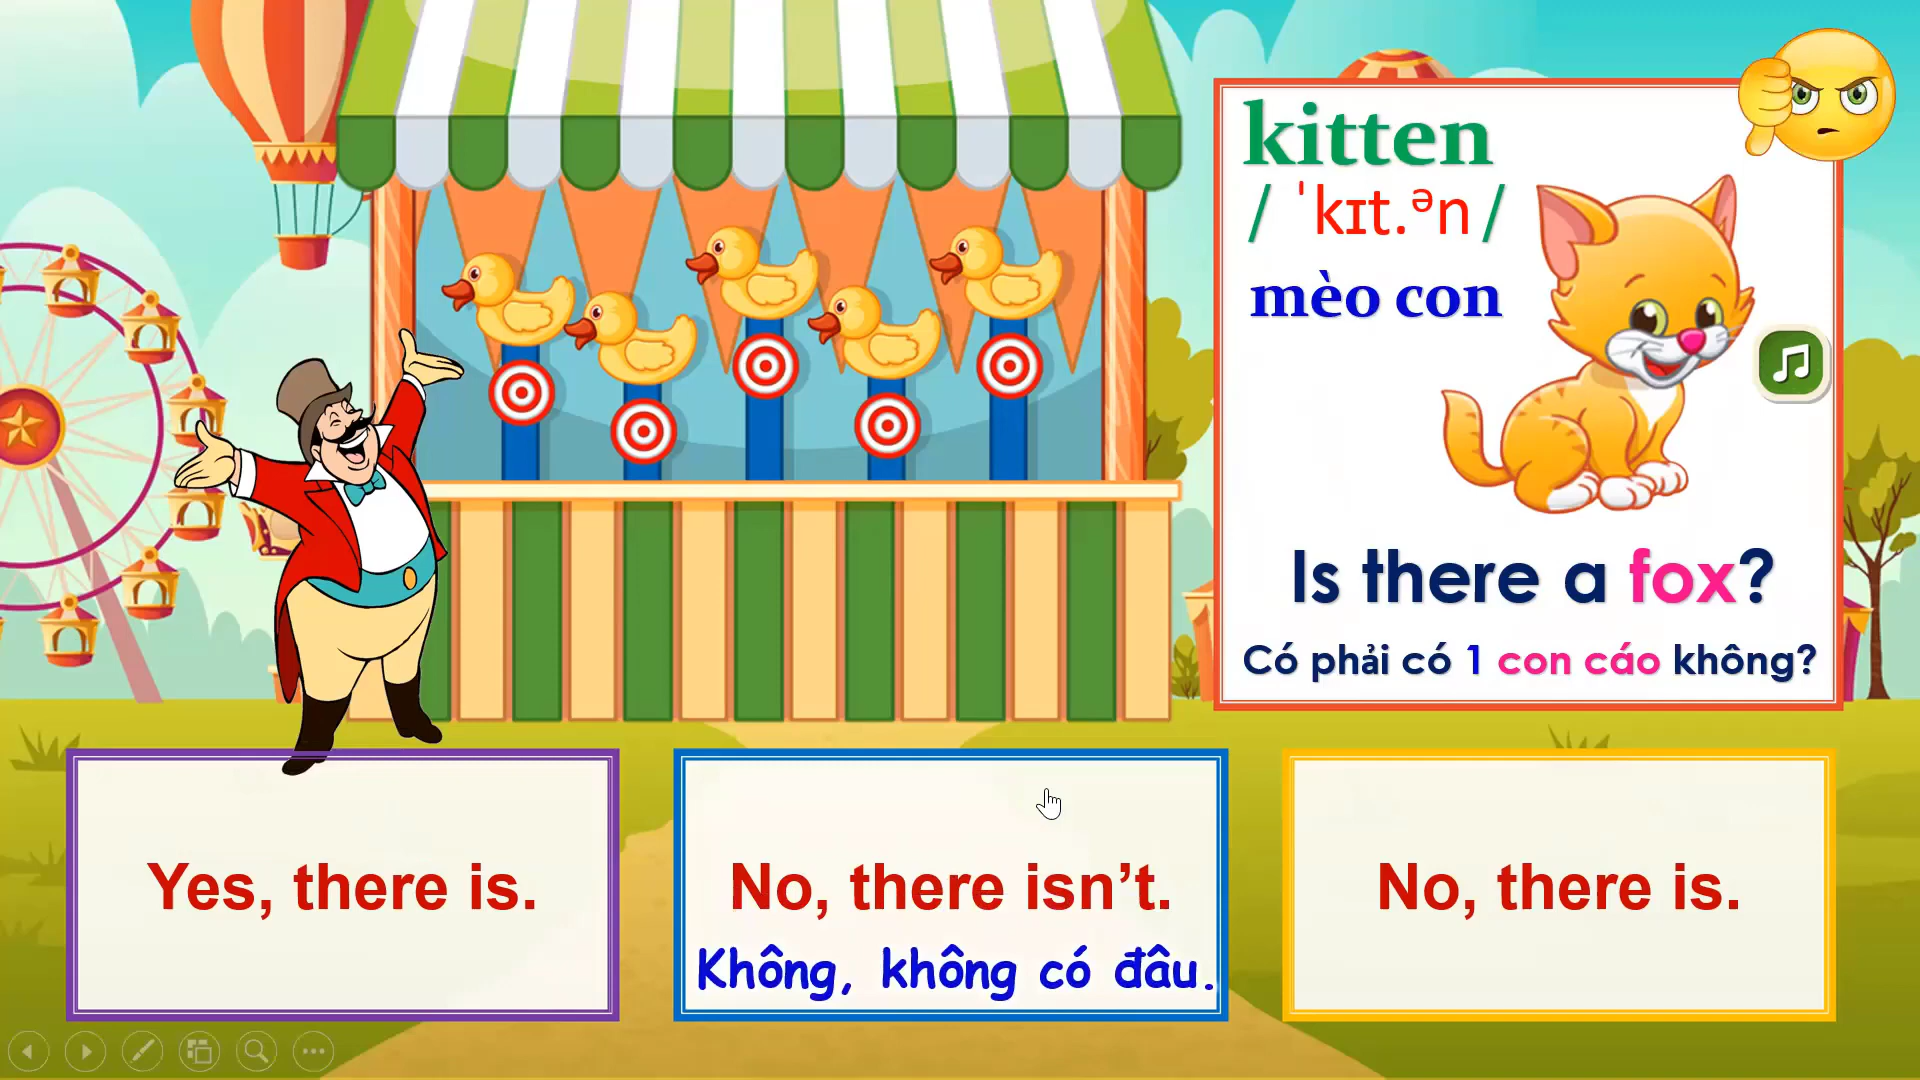 kitten
/ ˈkɪt.ᵊn /
mèo con
Is there a fox?
Có phải có 1 con cáo không?
Yes, there is.
No, there isn’t.
Không, không có đâu.
No, there is.